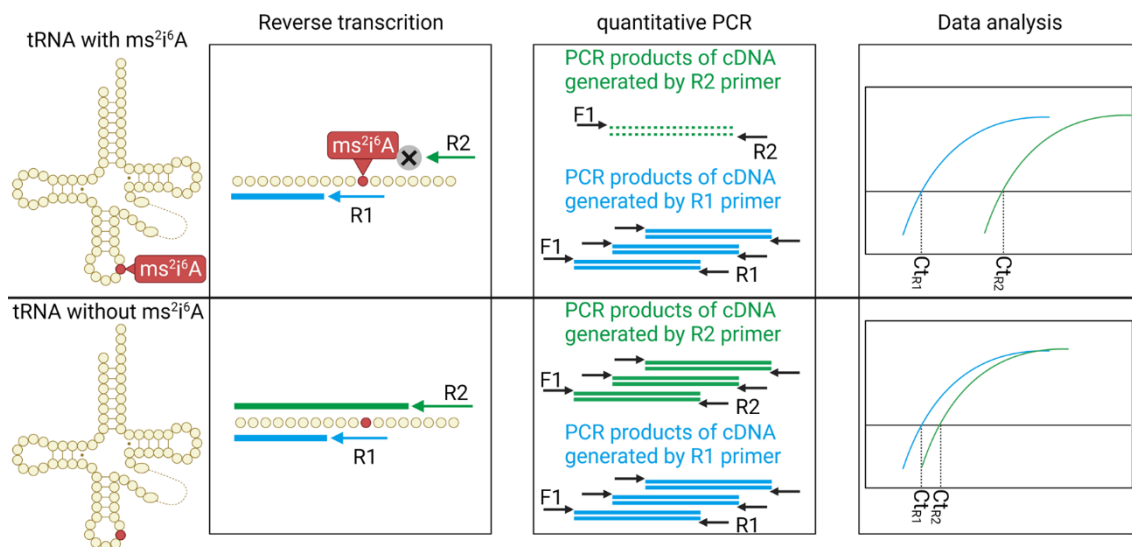 Reverse transcrition
quantitative PCR
Data analysis
tRNA with ms²i⁶A
ms²i⁶A
ms²i⁶A
R2
R1
PCR products of cDNA
generated by R2 primer
F1
R2
PCR products of cDNA
generated by R1 primer
F1
R1
Ct_R1
Ct_R2
tRNA without ms²i⁶A
R2
R1
PCR products of cDNA
generated by R2 primer
F1
R2
PCR products of cDNA
generated by R1 primer
F1
R1
Ct_R1
Ct_R2